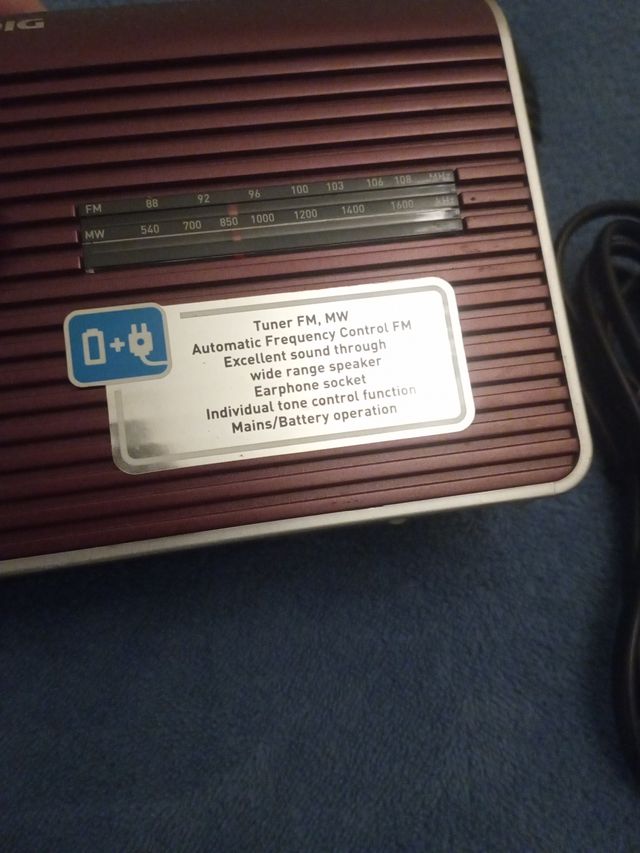 DIG
FM 88 92 96 100 103 106 108 MHz
MW 540 700 850 1000 1200 1400 1600 kHz
Tuner FM, MW
Automatic Frequency Control FM
Excellent sound through
wide range speaker
Earphone socket
Individual tone control function
Mains/Battery operation